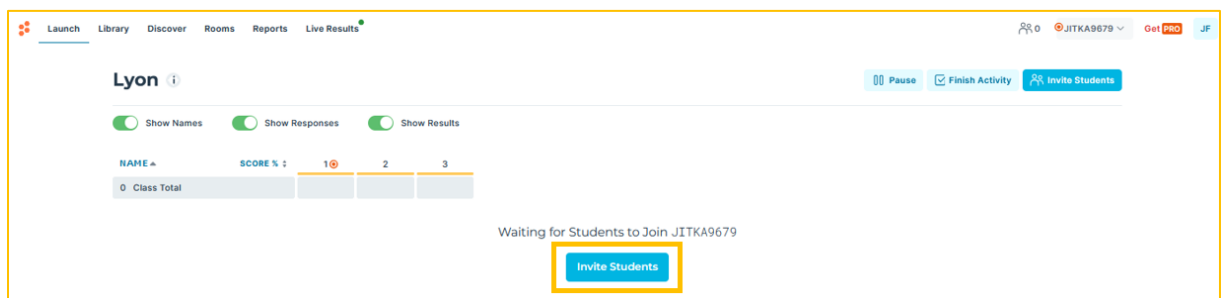 Launch Library Discover Rooms Reports Live Results 0 JITKA9679 Get PRO JF
Lyon i Pause Finish Activity Invite Students
Show Names Show Responses Show Results
NAME SCORE % 1 2 3
0 Class Total
Waiting for Students to Join JITKA9679
Invite Students